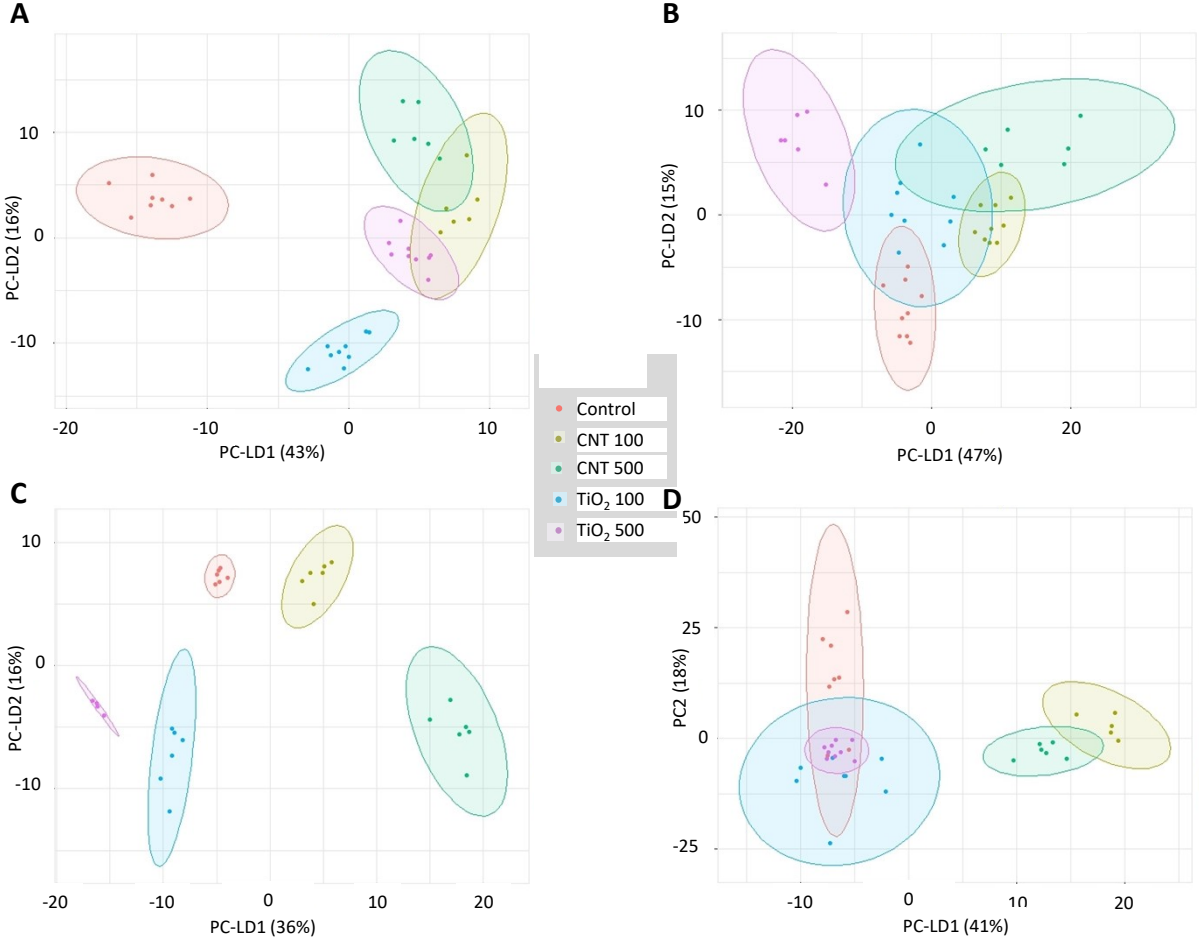 A
10
0
-10
-20
-10
0
10
PC-LD2 (16%)
PC-LD1 (43%)
B
10
0
-10
-20
0
20
PC-LD2 (15%)
PC-LD1 (47%)
Control
CNT 100
CNT 500
TiO₂ 100
TiO₂ 500
C
10
0
-10
-20
-10
0
10
20
PC-LD2 (16%)
PC-LD1 (36%)
D
50
25
0
-25
-10
0
10
20
PC2 (18%)
PC-LD1 (41%)